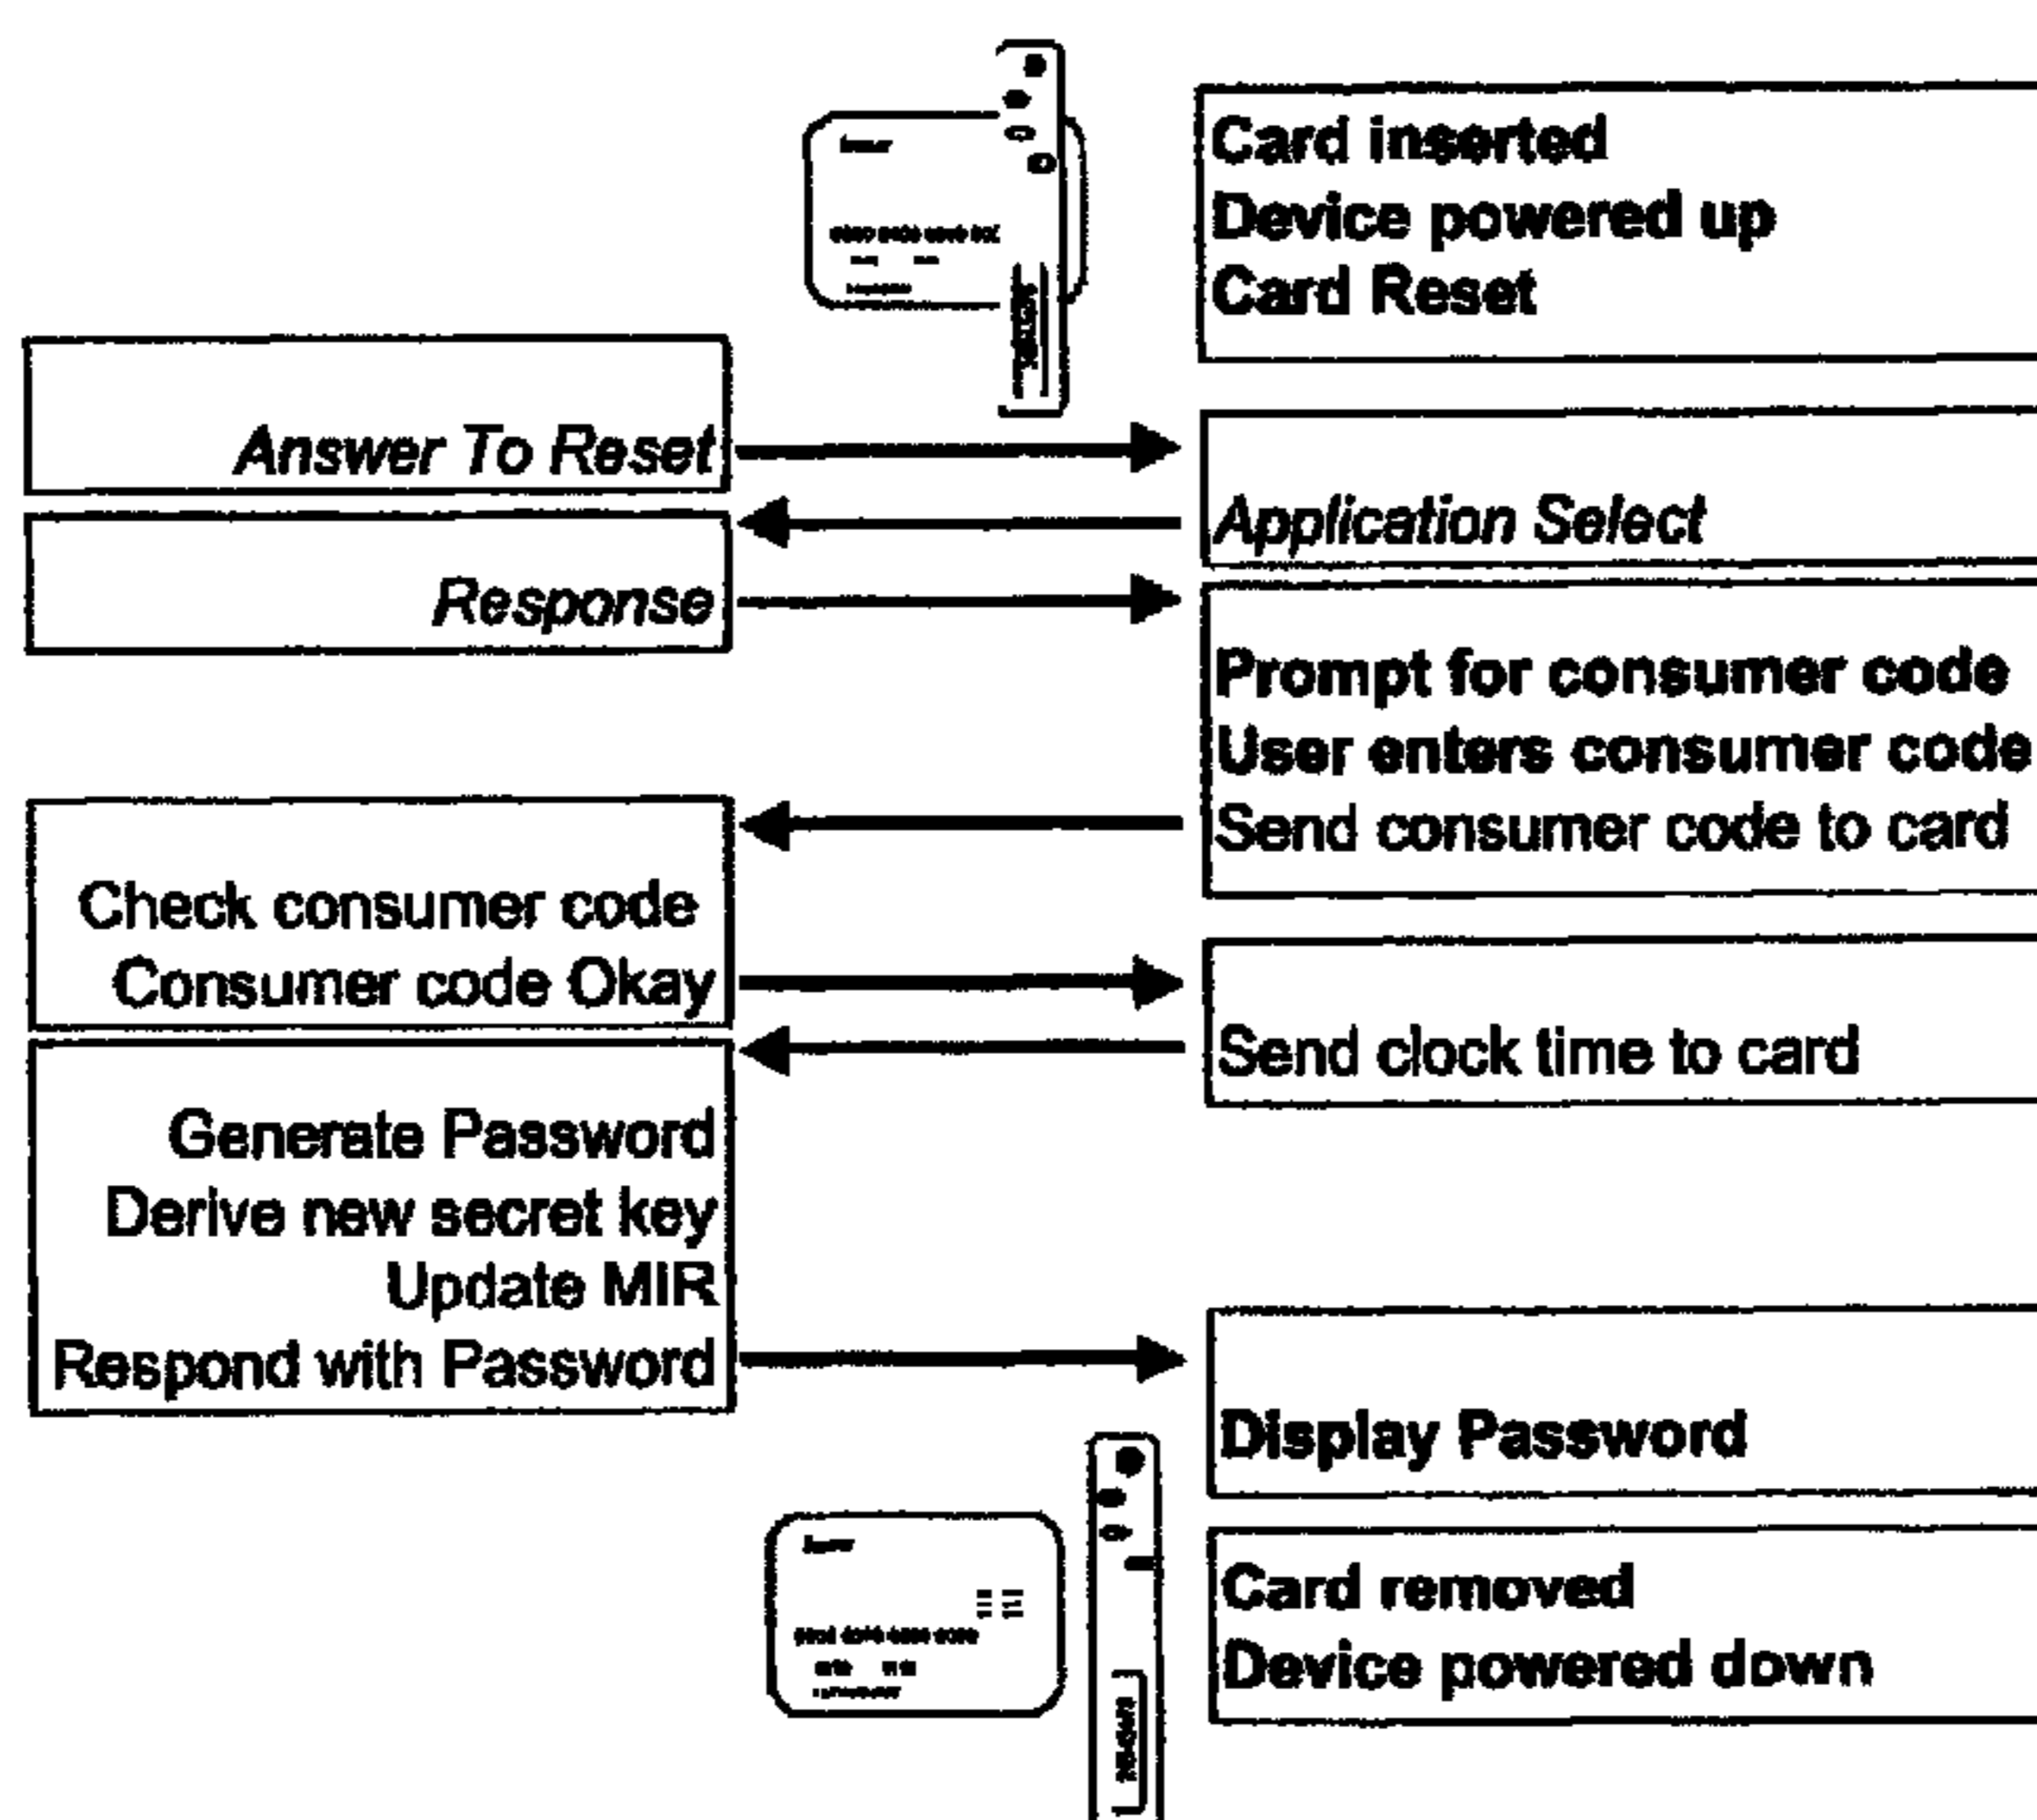 Card inserted
Device powered up
Card Reset
Answer To Reset
Application Select
Response
Prompt for consumer code
User enters consumer code
Send consumer code to card
Check consumer code
Consumer code Okay
Send clock time to card
Generate Password
Derive new secret key
Update MIR
Respond with Password
Display Password
Card removed
Device powered down